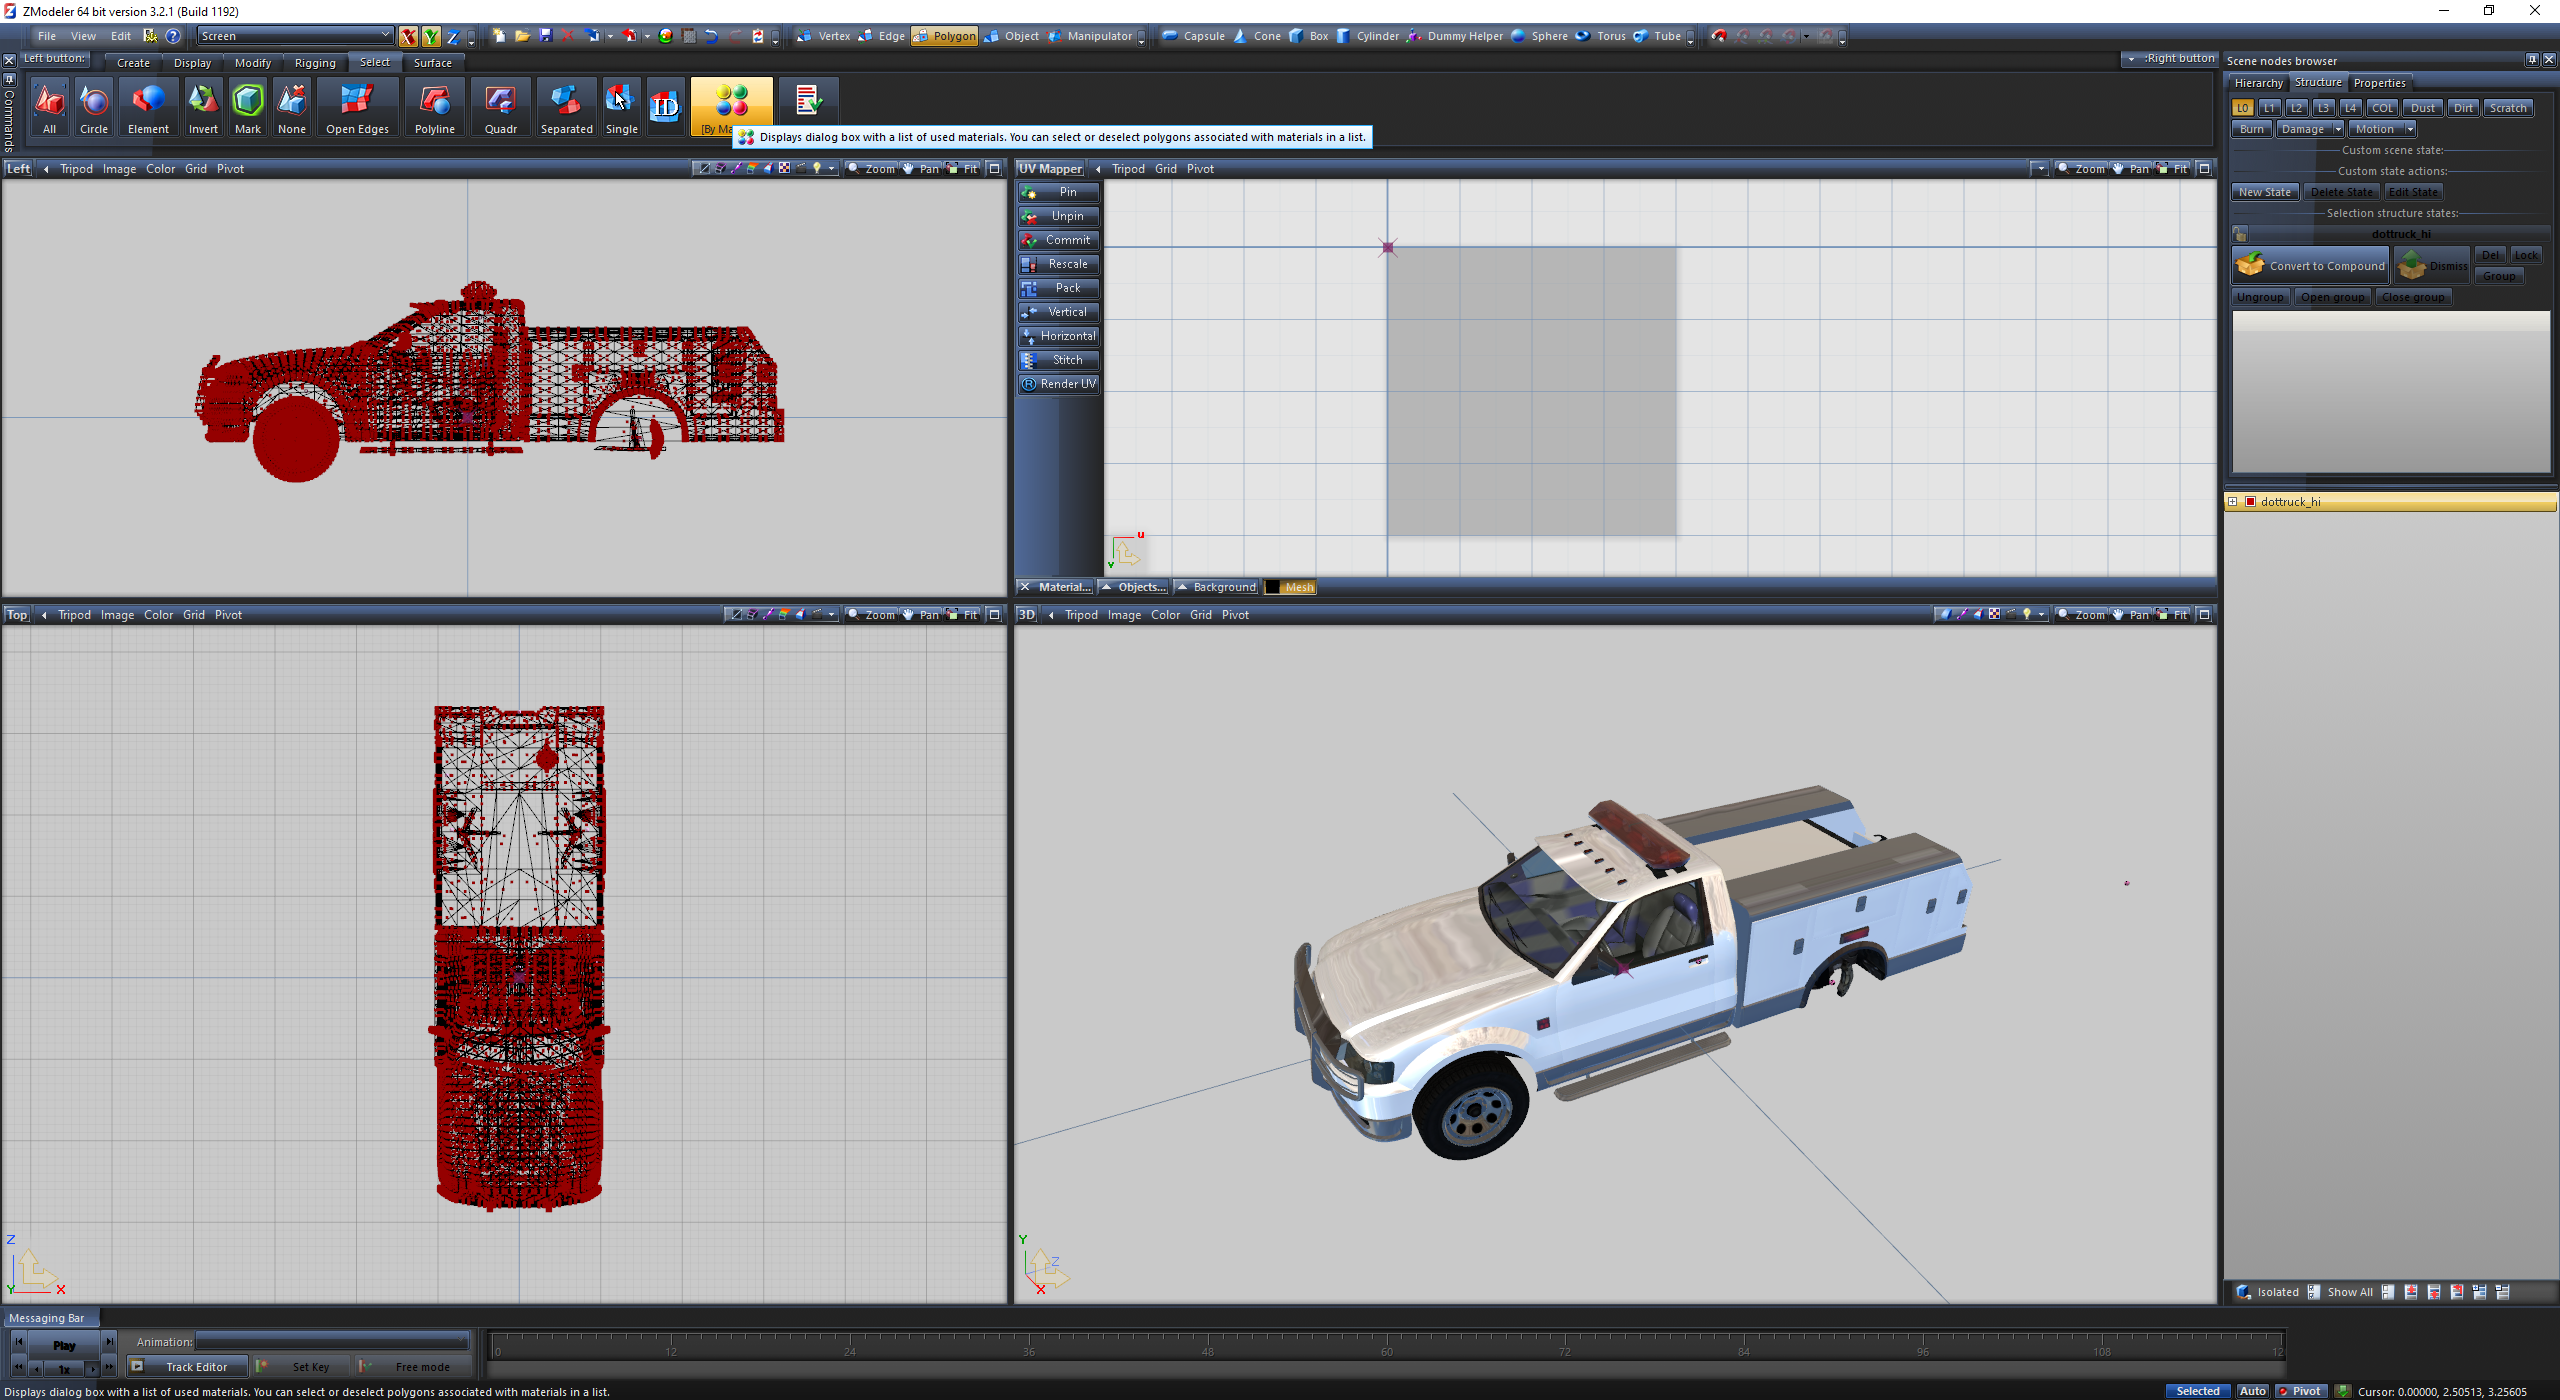 ZModeler 64 bit version 3.2.1 (Build 1192)
File View Edit Screen X Y Z Vertex Edge Polygon Object Manipulator Capsule Cone Box Cylinder Dummy Helper Sphere Torus Tube
Left button: Create Display Modify Rigging Select Surface :Right button
Commands
All Circle Element Invert Mark None Open Edges Polyline Quadr Separated Single ID
Displays dialog box with a list of used materials. You can select or deselect polygons associated with materials in a list.
Left Tripod Image Color Grid Pivot Zoom Pan Fit
UV Mapper Tripod Grid Pivot Zoom Pan Fit
Pin
Unpin
Commit
Rescale
Pack
Vertical
Horizontal
Stitch
Render UV
u
v
Material... Objects... Background Mesh
Top Tripod Image Color Grid Pivot Zoom Pan Fit
Z
Y X
3D Tripod Image Color Grid Pivot Zoom Pan Fit
Y
Z
X
Scene nodes browser
Hierarchy Structure Properties
L0 L1 L2 L3 L4 COL Dust Dirt Scratch
Burn Damage Motion
Custom scene state:
Custom state actions:
New State Delete State Edit State
Selection structure states:
dottruck_hi
Convert to Compound Dismiss Del Lock
Group
Ungroup Open group Close group
dottruck_hi
Isolated Show All
Messaging Bar
Play Animation:
1x Track Editor Set Key Free mode
0 12 24 36 48 60 72 84 96 108
Displays dialog box with a list of used materials. You can select or deselect polygons associated with materials in a list.
Selected Auto Pivot Cursor: 0.00000, 2.50513, 3.25605